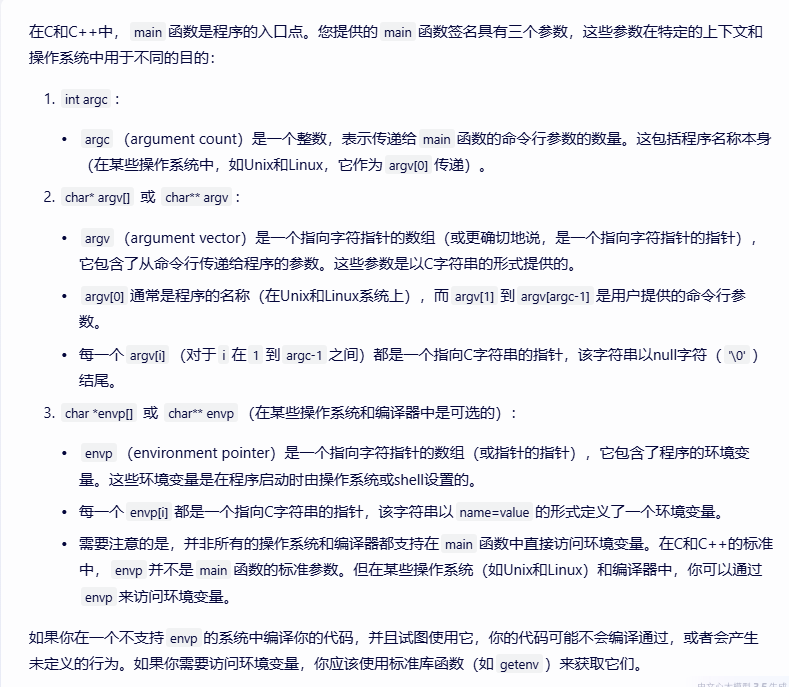 在C和C++中， main 函数是程序的入口点。您提供的 main 函数签名具有三个参数，这些参数在特定的上下文和
操作系统中用于不同的目的：
1. int argc：
• argc （argument count）是一个整数，表示传递给 main 函数的命令行参数的数量。这包括程序名称本身
（在某些操作系统中，如Unix和Linux，它作为 argv[0] 传递）。
2. char* argv[] 或 char** argv：
• argv （argument vector）是一个指向字符指针的数组（或更确切地说，是一个指向字符指针的指针），
它包含了从命令行传递给程序的参数。这些参数是以C字符串的形式提供的。
• argv[0] 通常是程序的名称（在Unix和Linux系统上），而 argv[1] 到 argv[argc-1] 是用户提供的命令行参
数。
• 每一个 argv[i] （对于 i 在 1 到 argc-1 之间）都是一个指向C字符串的指针，该字符串以null字符（ '\0' ）
结尾。
3. char *envp[] 或 char** envp （在某些操作系统和编译器中是可选的）：
• envp （environment pointer）是一个指向字符指针的数组（或指针的指针），它包含了程序的环境变
量。这些环境变量是在程序启动时由操作系统或shell设置的。
• 每一个 envp[i] 都是一个指向C字符串的指针，该字符串以 name=value 的形式定义了一个环境变量。
• 需要注意的是，并非所有的操作系统和编译器都支持在 main 函数中直接访问环境变量。在C和C++的标准
中， envp 并不是 main 函数的标准参数。但在某些操作系统（如Unix和Linux）和编译器中，你可以通过
envp 来访问环境变量。
如果你在一个不支持 envp 的系统中编译你的代码，并且试图使用它，你的代码可能不会编译通过，或者会产生
未定义的行为。如果你需要访问环境变量，你应该使用标准库函数（如 getenv ）来获取它们。